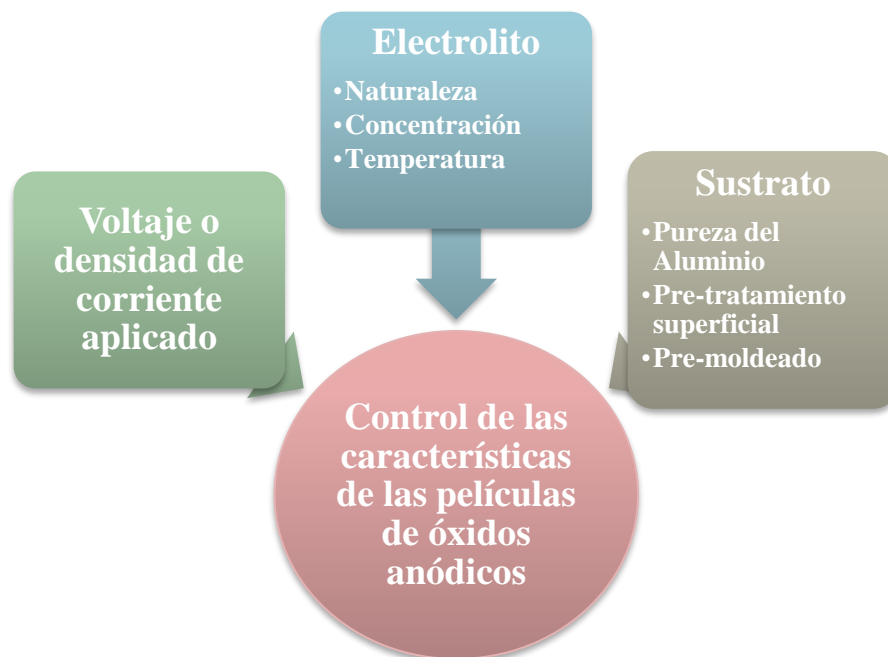 Electrolito
•Naturaleza
•Concentración
•Temperatura
Voltaje o
densidad de
corriente
aplicado
Sustrato
•Pureza del
Aluminio
•Pre-tratamiento
superficial
•Pre-moldeado
Control de las
características
de las películas
de óxidos
anódicos